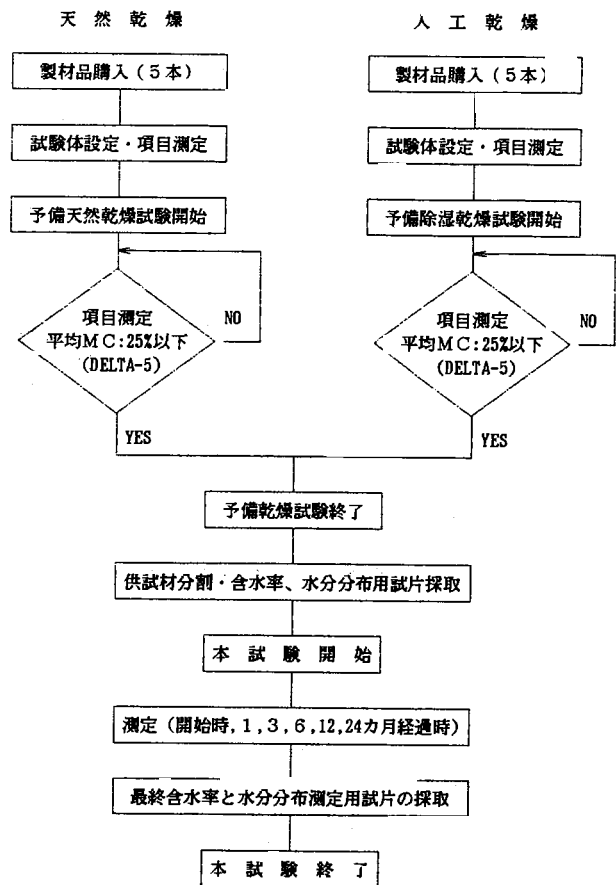 天然乾燥
製材品購入(5本)
試験体設定・項目測定
予備天然乾燥試験開始
項目測定
平均MC:25%以下
(DELTA-5)
NO
YES
人工乾燥
製材品購入(5本)
試験体設定・項目測定
予備除湿乾燥試験開始
項目測定
平均MC:25%以下
(DELTA-5)
NO
YES
予備乾燥試験終了
供試材分割・含水率、水分分布用試片採取
本試験開始
測定(開始時,1,3,6,12,24カ月経過時)
最終含水率と水分分布測定用試片の採取
本試験終了